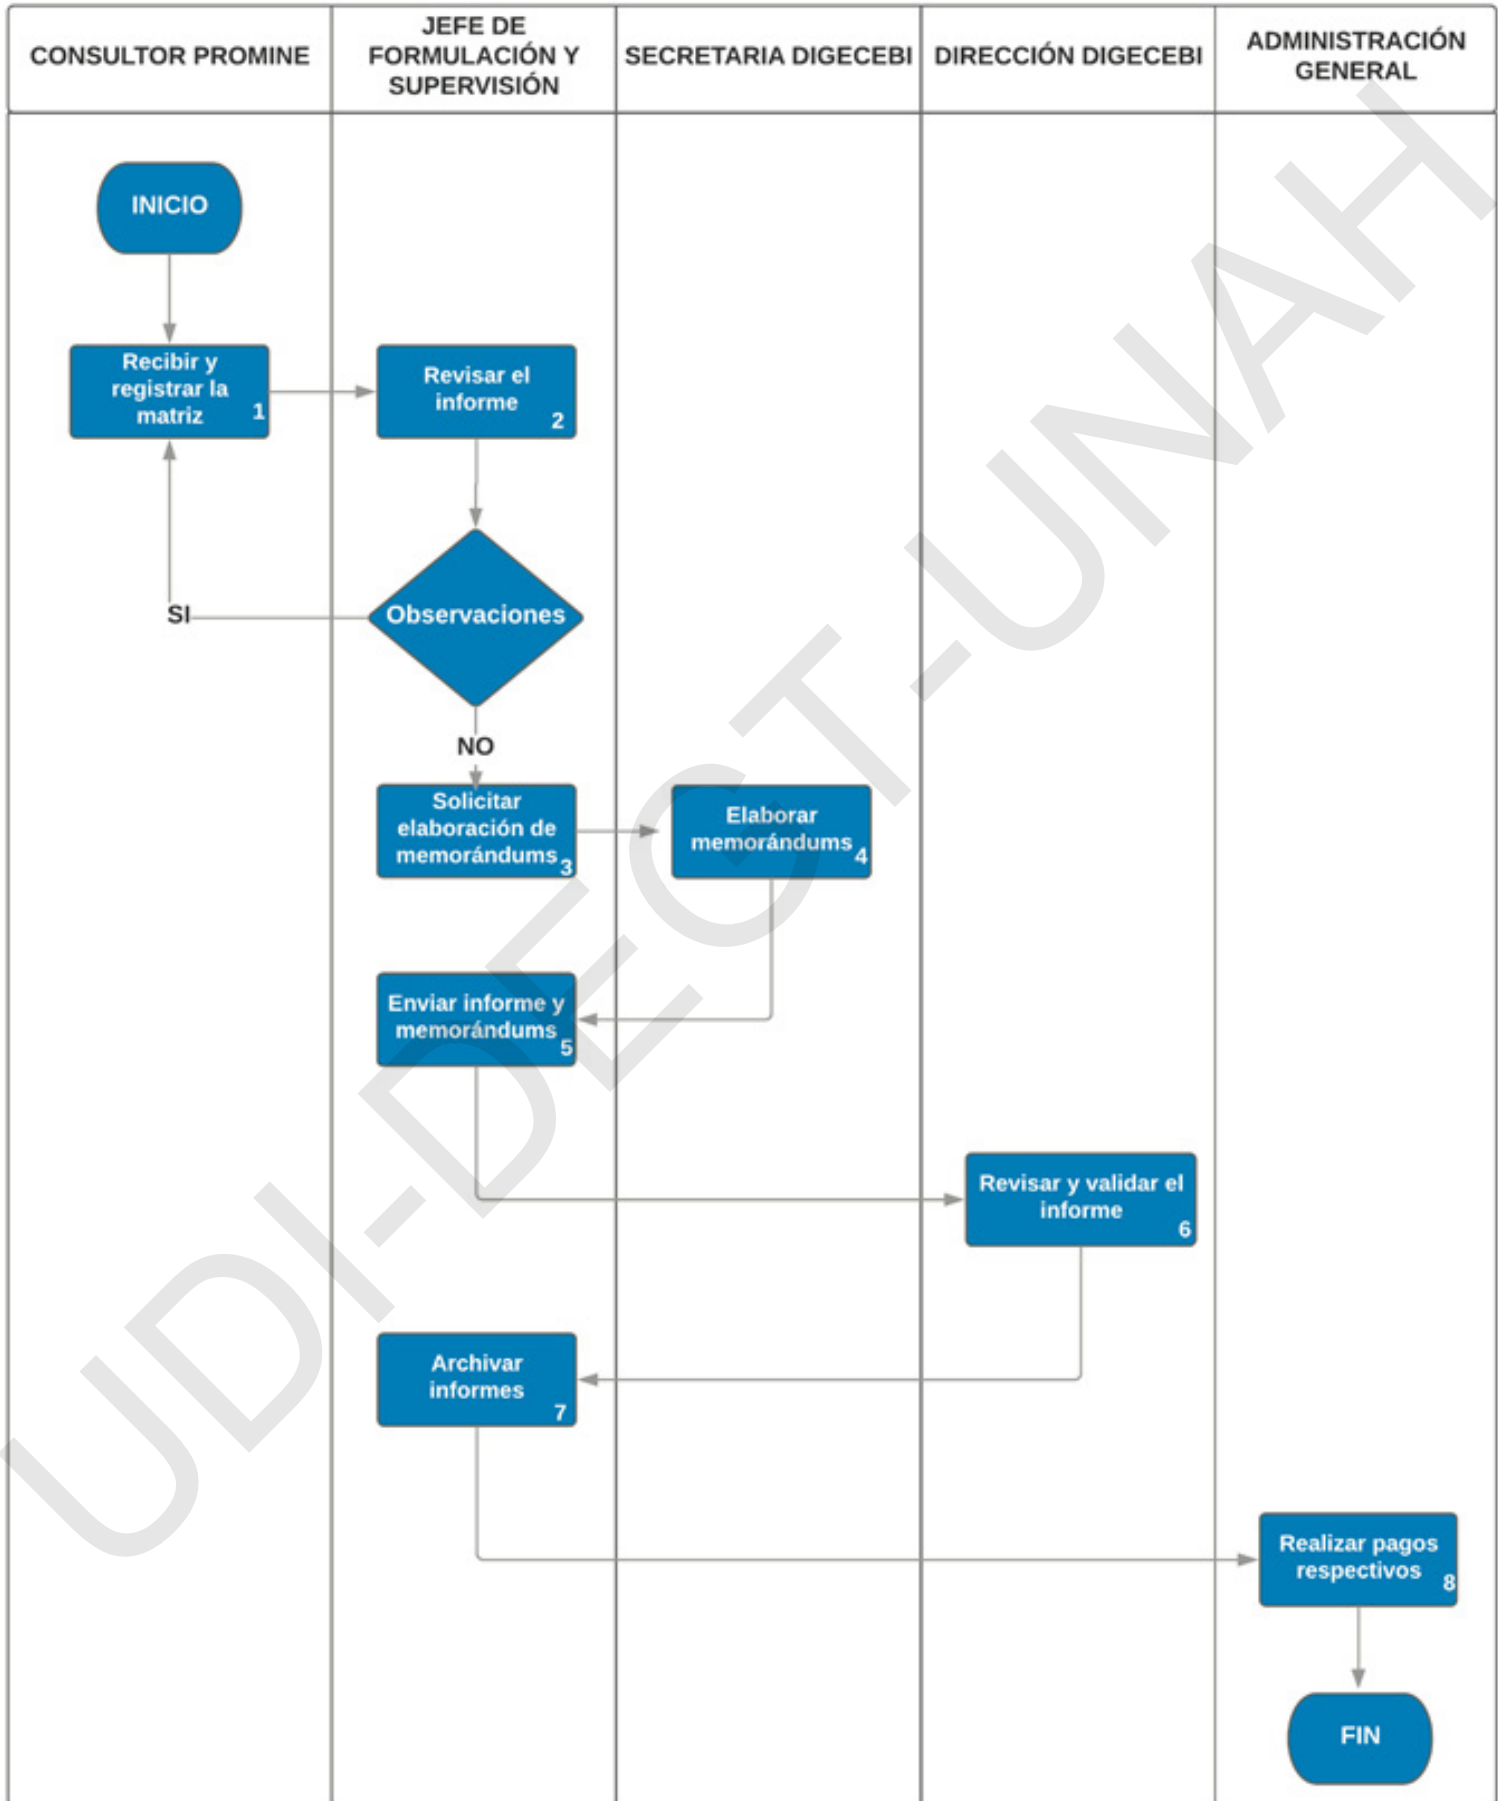 CONSULTOR PROMINE
JEFE DE
FORMULACIÓN Y
SUPERVISIÓN
SECRETARIA DIGECEBI
DIRECCIÓN DIGECEBI
ADMINISTRACIÓN
GENERAL
INICIO
Recibir y
registrar la
matriz 1
Revisar el
informe
2
Observaciones
SI
NO
Solicitar
elaboración de
memorándums 3
Elaborar
memorándums 4
Enviar informe y
memorándums
5
Revisar y validar el
informe
6
Archivar
informes
7
Realizar pagos
respectivos 8
FIN
UDI-DEGT-UNAH